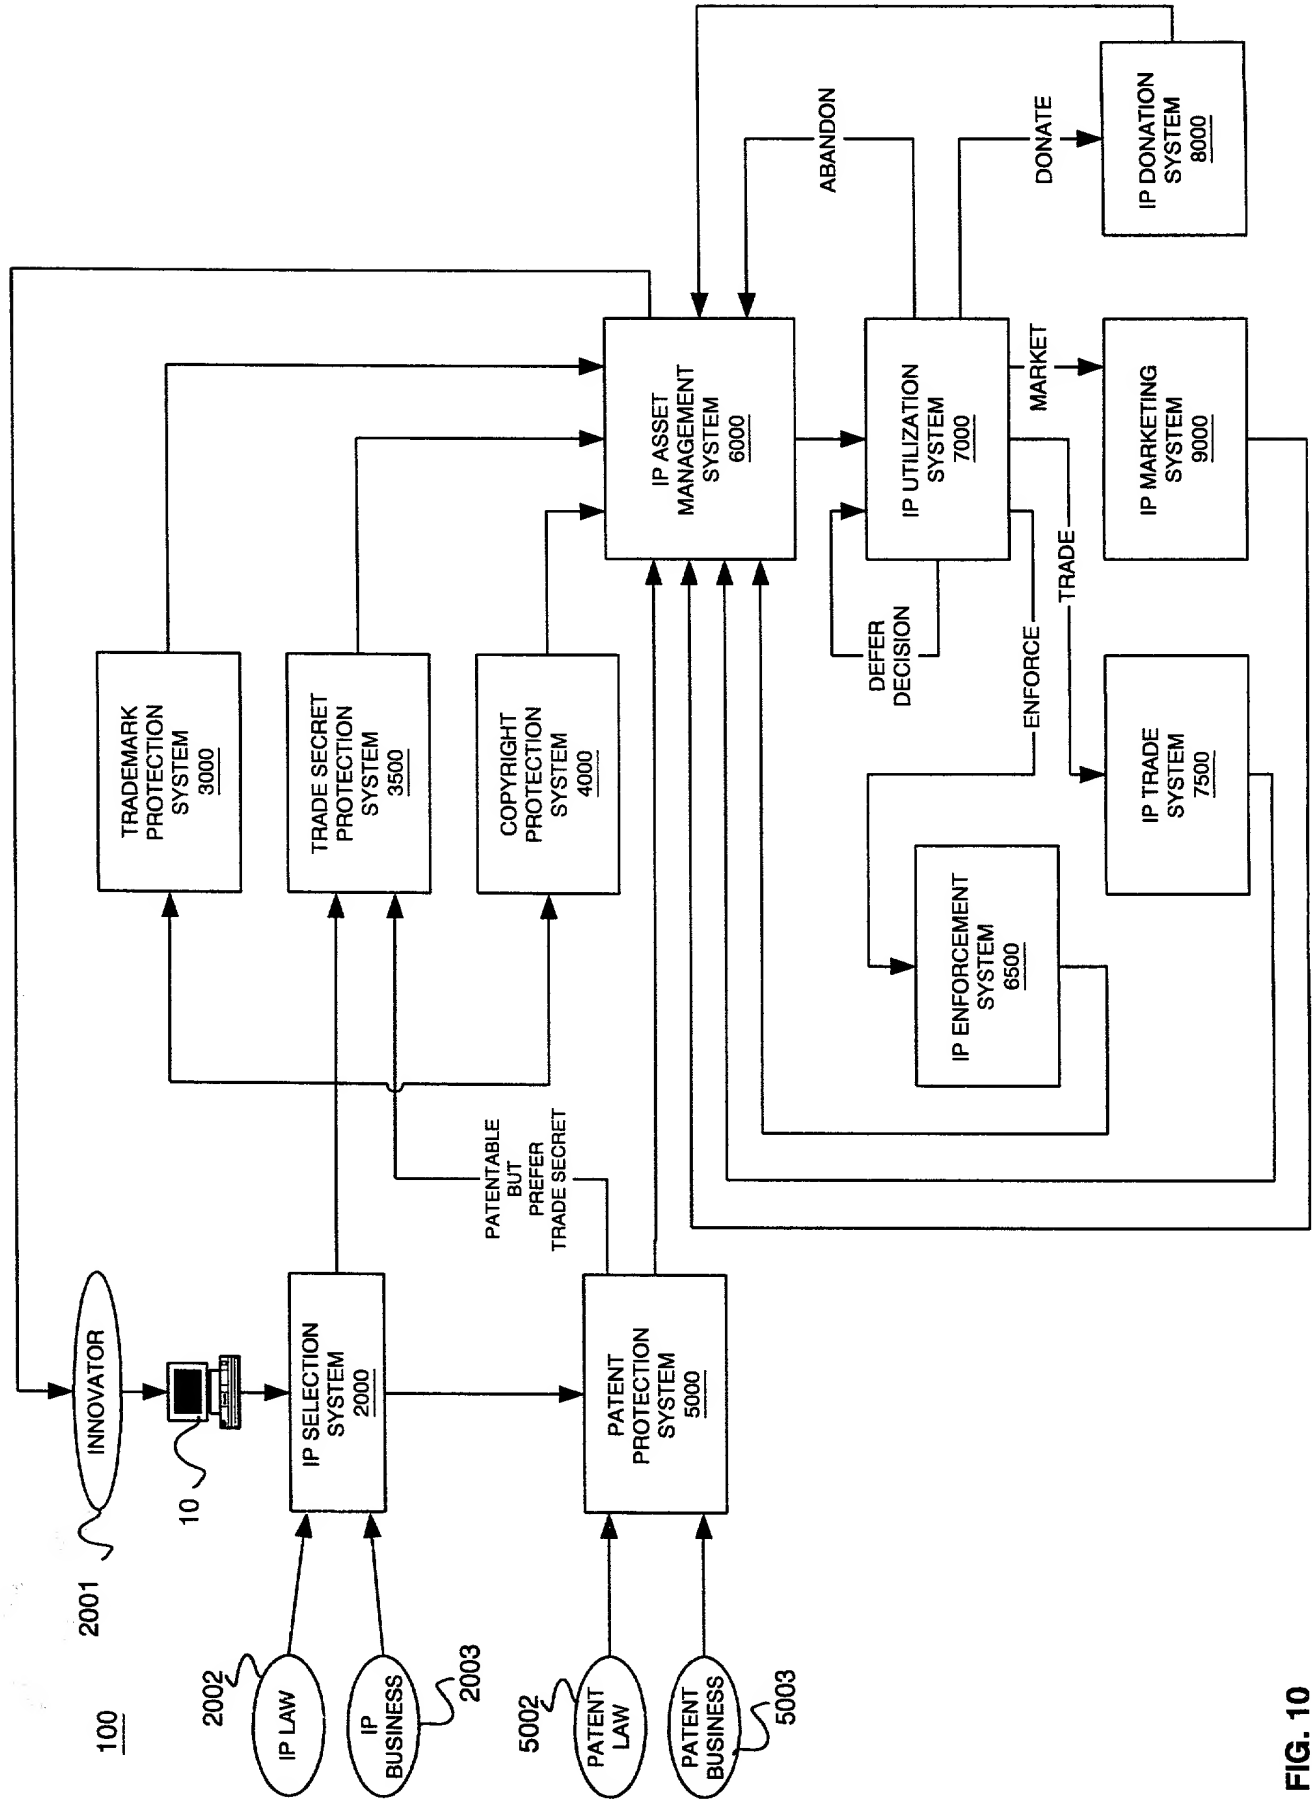 100
2001
INNOVATOR
10
2002
IP LAW
IP
BUSINESS
2003
IP SELECTION
SYSTEM
2000
5002
PATENT
LAW
PATENT
BUSINESS
5003
PATENT
PROTECTION
SYSTEM
5000
PATENTABLE
BUT
PREFER
TRADE SECRET
TRADEMARK
PROTECTION
SYSTEM
3000
TRADE SECRET
PROTECTION
SYSTEM
3500
COPYRIGHT
PROTECTION
SYSTEM
4000
IP ASSET
MANAGEMENT
SYSTEM
6000
DEFER
DECISION
IP UTILIZATION
SYSTEM
7000
ABANDON
DONATE
MARKET
TRADE
ENFORCE
IP ENFORCEMENT
SYSTEM
6500
IP TRADE
SYSTEM
7500
IP MARKETING
SYSTEM
9000
IP DONATION
SYSTEM
8000
FIG. 10